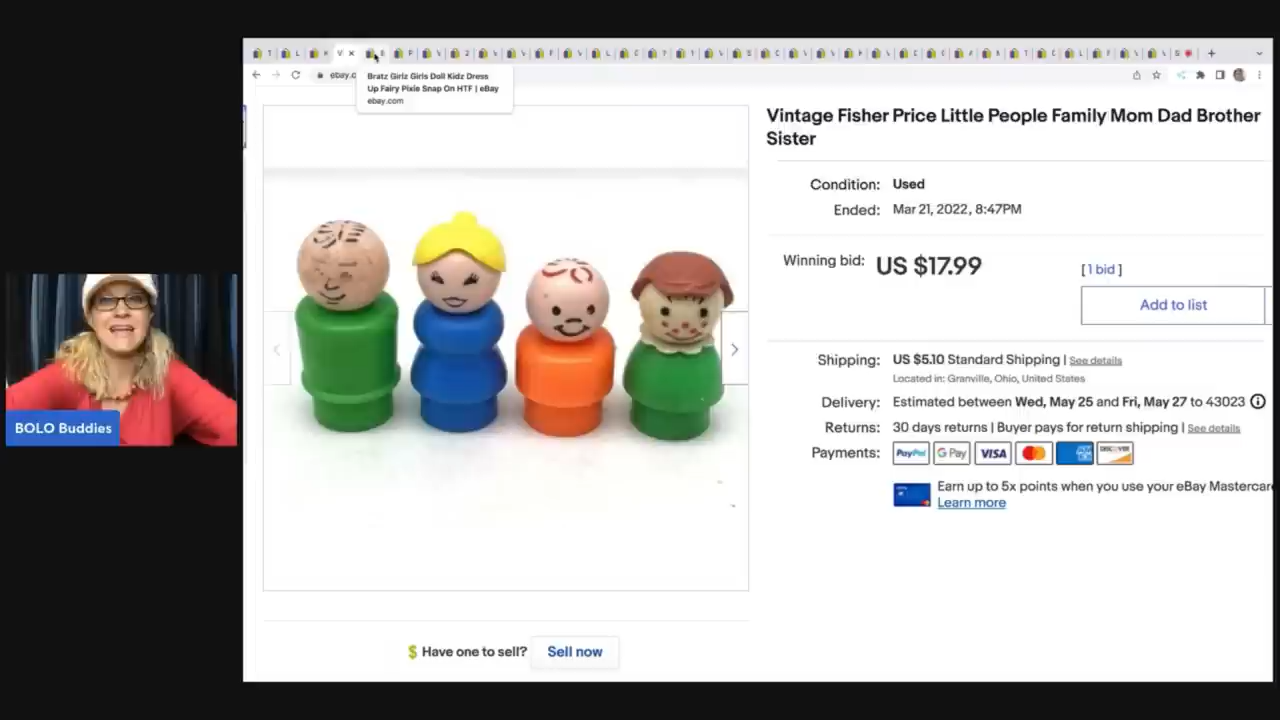 ebay.c
Bratz Girlz Girls Doll Kidz Dress
Up Fairy Pixie Snap On HTF | eBay
ebay.com
Vintage Fisher Price Little People Family Mom Dad Brother
Sister
Condition: Used
Ended: Mar 21, 2022, 8:47PM
Winning bid: US $17.99 [ 1 bid ]
Add to list
Shipping: US $5.10 Standard Shipping | See details
Located in: Granville, Ohio, United States
Delivery: Estimated between Wed, May 25 and Fri, May 27 to 43023
Returns: 30 days returns | Buyer pays for return shipping | See details
Payments: PayPal G Pay VISA DISCOVER
Earn up to 5x points when you use your eBay Mastercar
Learn more
BOLO Buddies
$ Have one to sell? Sell now